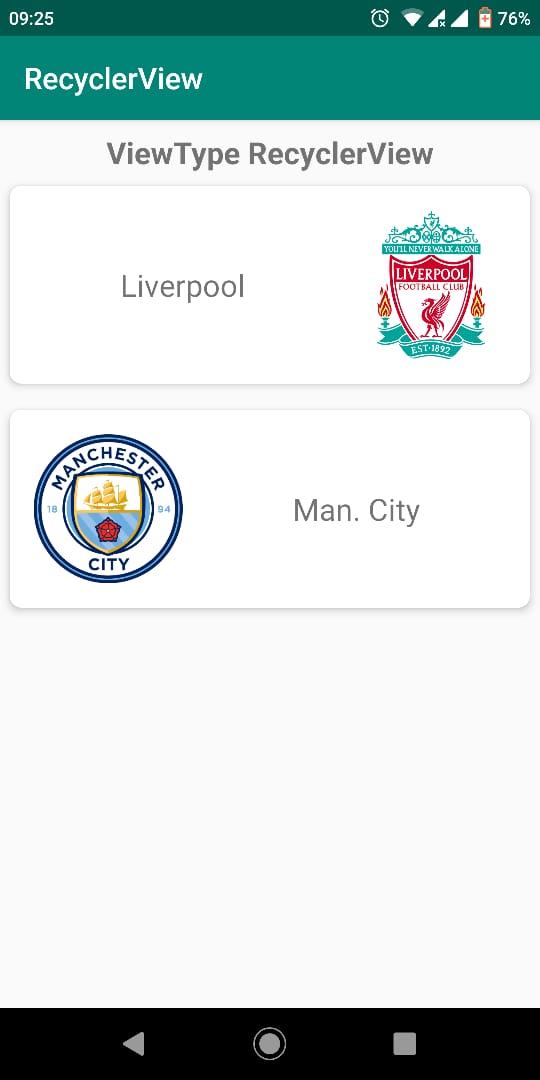 09:25
76%
RecyclerView
ViewType RecyclerView
Liverpool
YOU'LL NEVER WALK ALONE
LIVERPOOL
FOOTBALL CLUB
EST·1892
MANCHESTER
18 94
CITY
Man. City